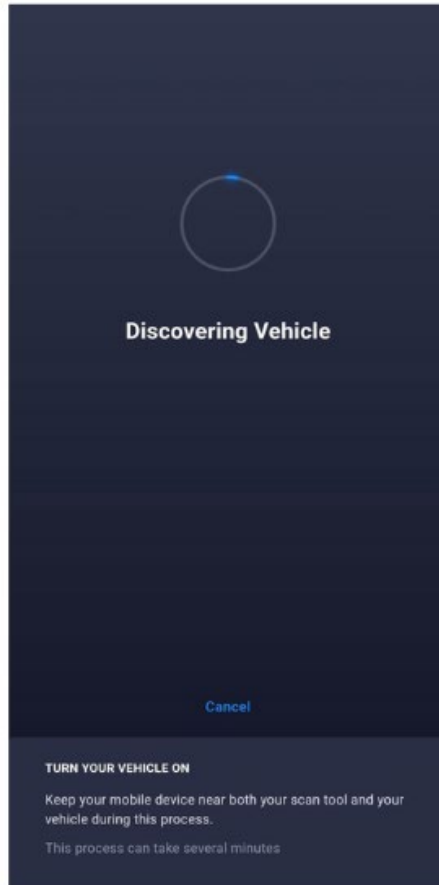 Discovering Vehicle
Cancel
TURN YOUR VEHICLE ON
Keep your mobile device near both your scan tool and your
vehicle during this process.
This process can take several minutes